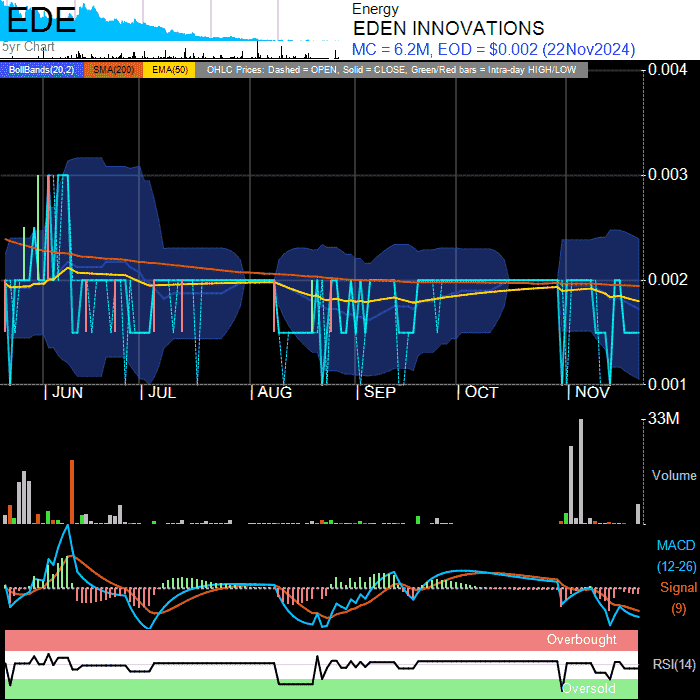 EDE
5yr Chart
Energy
EDEN INNOVATIONS
MC = 6.2M, EOD = $0.002 (22Nov2024)
BollBands(20,2) SMA(200) EMA(50) OHLC Prices: Dashed = OPEN, Solid = CLOSE, Green/Red bars = Intra-day HIGH/LOW
0.004
0.003
0.002
0.001
JUN JUL AUG SEP OCT NOV
33M
Volume
MACD
(12-26)
Signal
(9)
Overbought
RSI(14)
Oversold